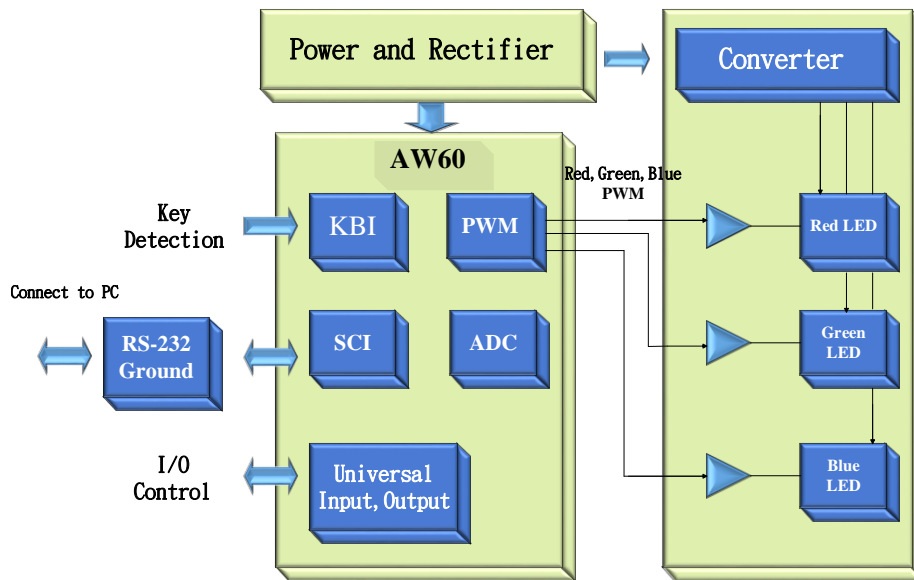 Power and Rectifier
Converter
AW60
Red,Green,Blue
PWM
Key
Detection
KBI
PWM
Red LED
Connect to PC
RS-232
Ground
SCI
ADC
Green
LED
I/O
Control
Universal
Input,Output
Blue
LED